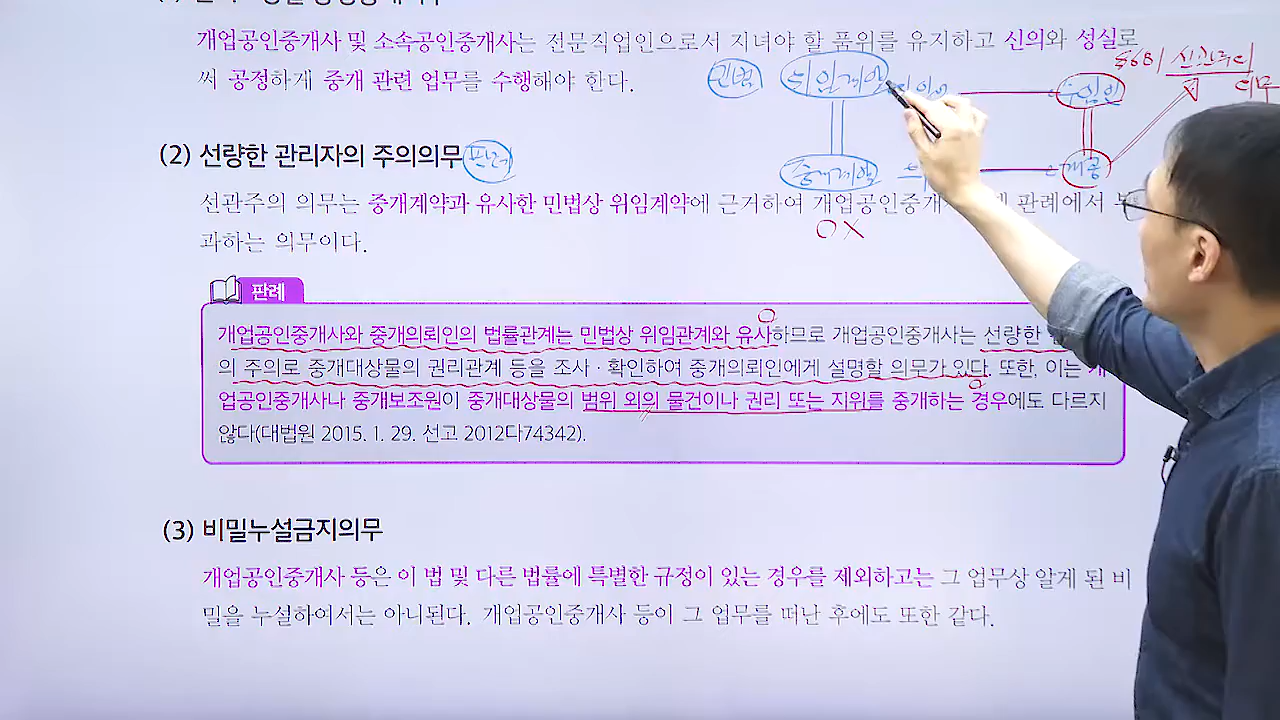 개업공인중개사 및 소속공인중개사는 전문직업인으로서 지녀야 할 품위를 유지하고 신의와 성실로
써 공정하게 중개 관련 업무를 수행해야 한다.
민법 위임계약 수임인 681 선관주의 의무
(2) 선량한 관리자의 주의의무 판례
중개계약 개공
선관주의 의무는 중개계약과 유사한 민법상 위임계약에 근거하여 개업공인중개 판례에서
과하는 의무이다.
O X
판례
개업공인중개사와 중개의뢰인의 법률관계는 민법상 위임관계와 유사하므로 개업공인중개사는 선량한
의 주의로 중개대상물의 권리관계 등을 조사·확인하여 중개의뢰인에게 설명할 의무가 있다. 또한, 이는
업공인중개사나 중개보조원이 중개대상물의 범위 외의 물건이나 권리 또는 지위를 중개하는 경우에도 다르지
않다(대법원 2015. 1. 29. 선고 2012다74342).
(3) 비밀누설금지의무
개업공인중개사 등은 이 법 및 다른 법률에 특별한 규정이 있는 경우를 제외하고는 그 업무상 알게 된 비
밀을 누설하여서는 아니된다. 개업공인중개사 등이 그 업무를 떠난 후에도 또한 같다.